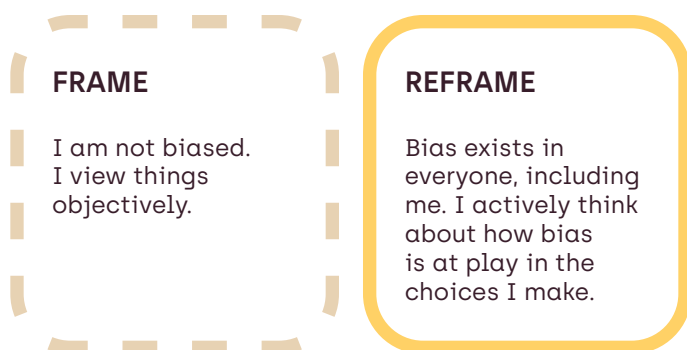 FRAME
I am not biased.
I view things
objectively.
REFRAME
Bias exists in
everyone, including
me. I actively think
about how bias
is at play in the
choices I make.